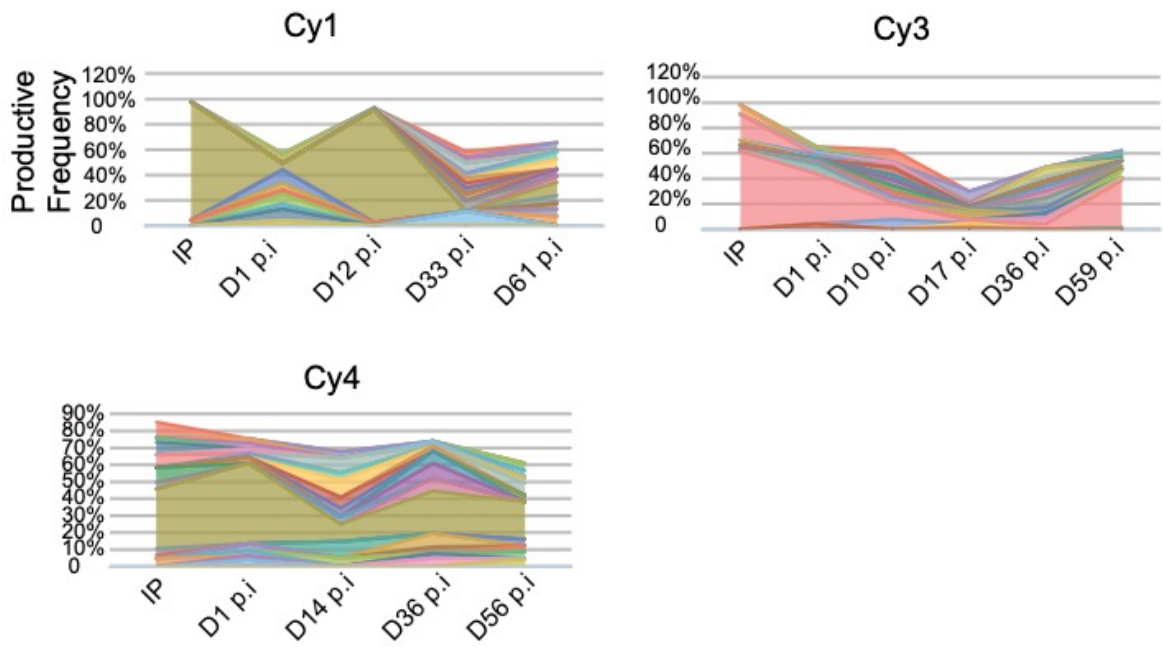 Cy1
Productive
Frequency
120%
100%
80%
60%
40%
20%
0
IP
D1 p.i
D12 p.i
D33 p.i
D61 p.i
Cy3
120%
100%
80%
60%
40%
20%
0
IP
D1 p.i
D10 p.i
D17 p.i
D36 p.i
D59 p.i
Cy4
90%
80%
70%
60%
50%
40%
30%
20%
10%
0
IP
D1 p.i
D14 p.i
D36 p.i
D56 p.i